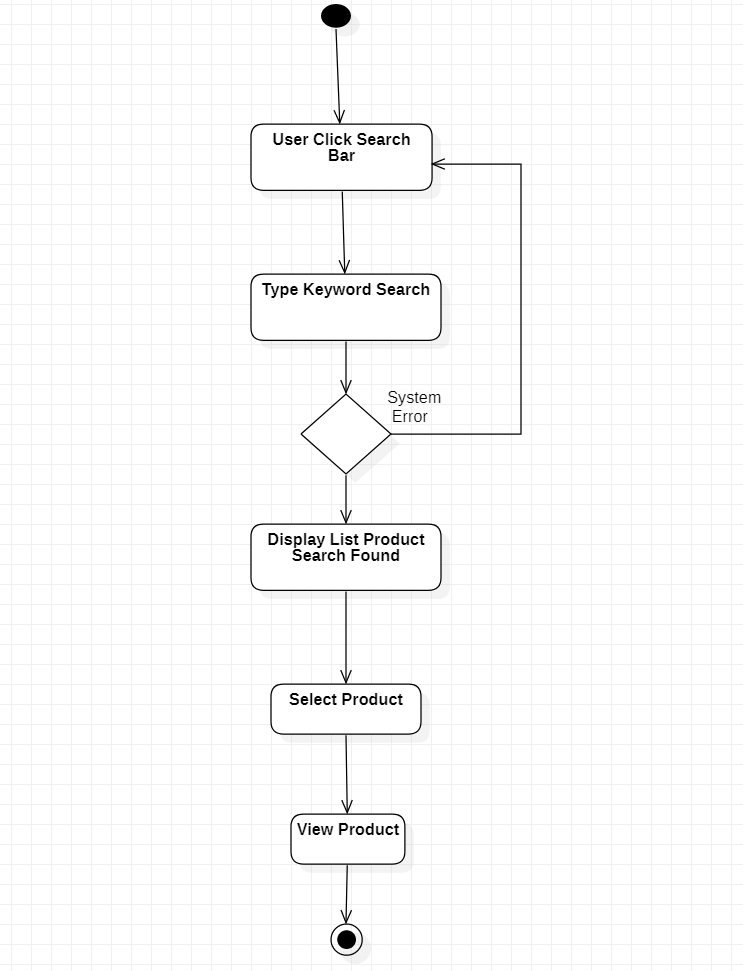 User Click Search
Bar
Type Keyword Search
System
Error
Display List Product
Search Found
Select Product
View Product